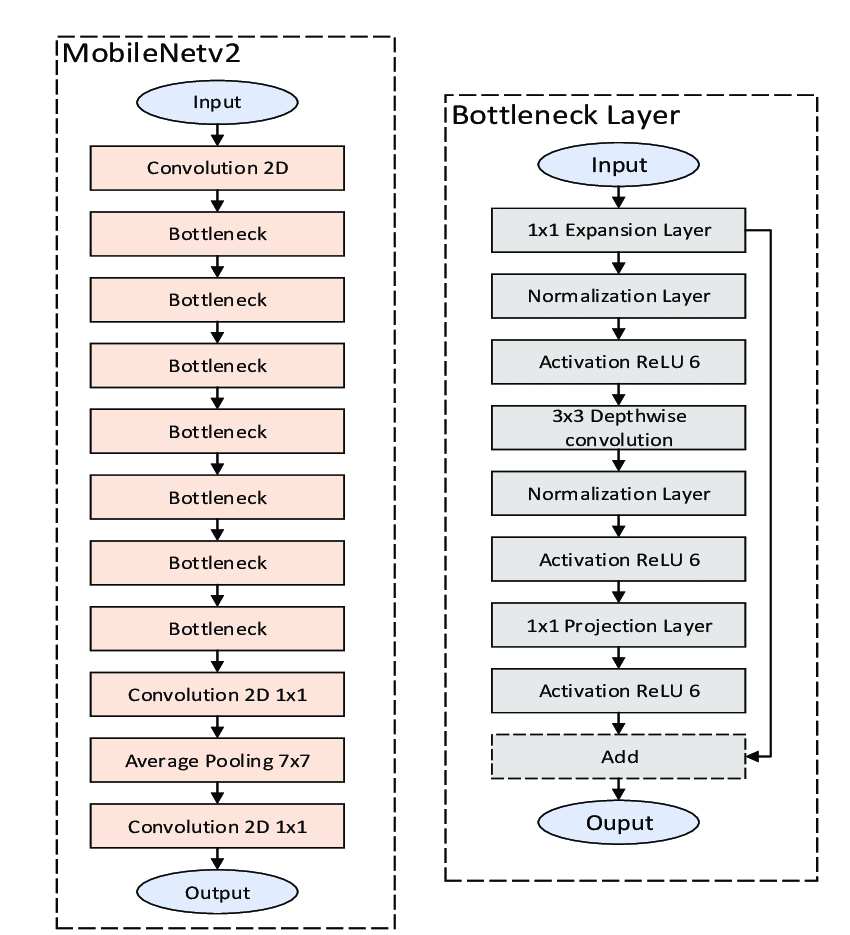 MobileNetv2
Input
Convolution 2D
Bottleneck
Bottleneck
Bottleneck
Bottleneck
Bottleneck
Bottleneck
Bottleneck
Convolution 2D 1x1
Average Pooling 7x7
Convolution 2D 1x1
Output
Bottleneck Layer
Input
1x1 Expansion Layer
Normalization Layer
Activation ReLU 6
3x3 Depthwise
convolution
Normalization Layer
Activation ReLU 6
1x1 Projection Layer
Activation ReLU 6
Add
Ouput